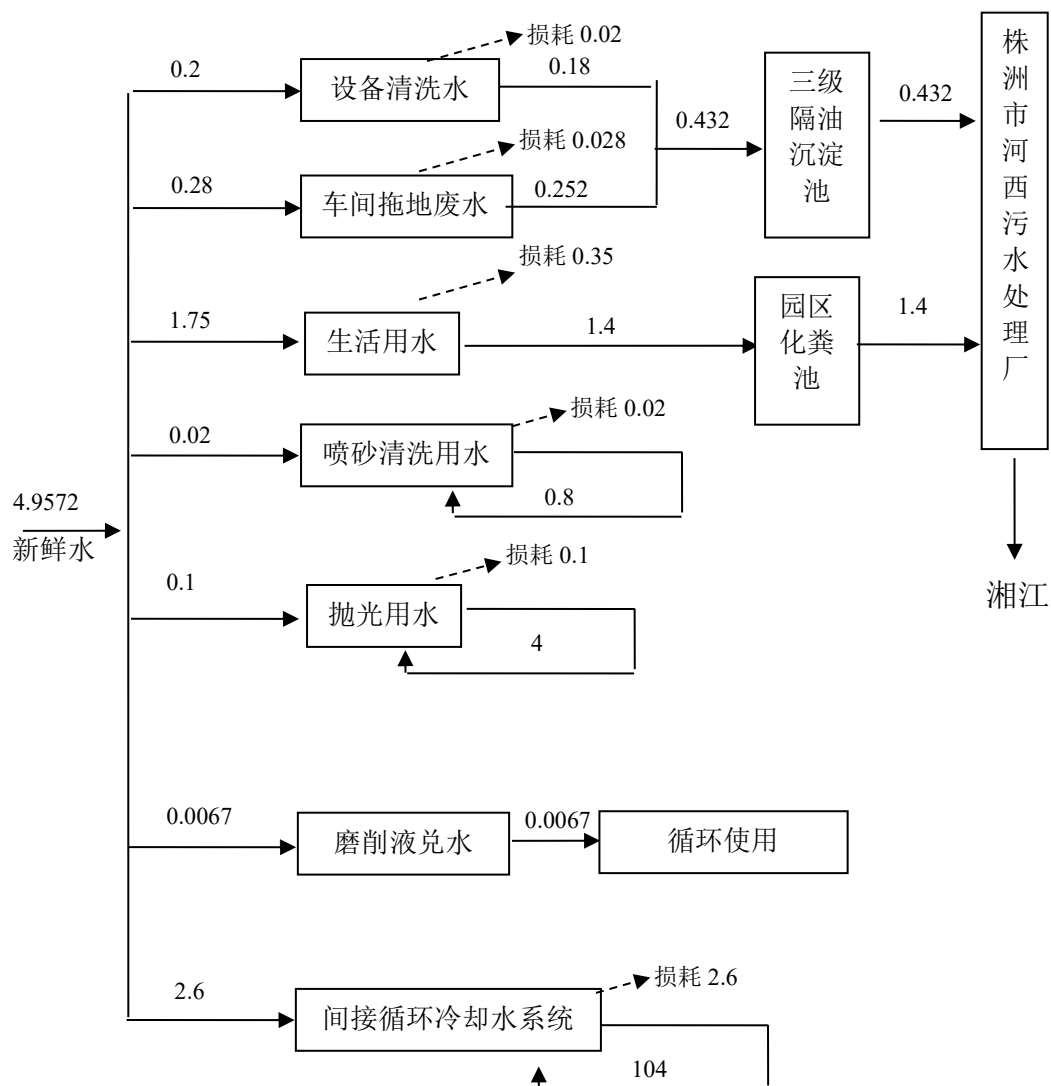 损耗 0.02
0.2
设备清洗水
0.18
三级
隔油
沉淀
池
0.432
0.432
株
洲
市
河
西
污
水
处
理
厂
损耗 0.028
0.28
车间拖地废水
0.252
损耗 0.35
1.75
生活用水
1.4
园区
化粪
池
1.4
损耗 0.02
0.02
喷砂清洗用水
0.8
4.9572
新鲜水
湘江
损耗 0.1
0.1
抛光用水
4
0.0067
磨削液兑水
0.0067
循环使用
损耗 2.6
2.6
间接循环冷却水系统
104